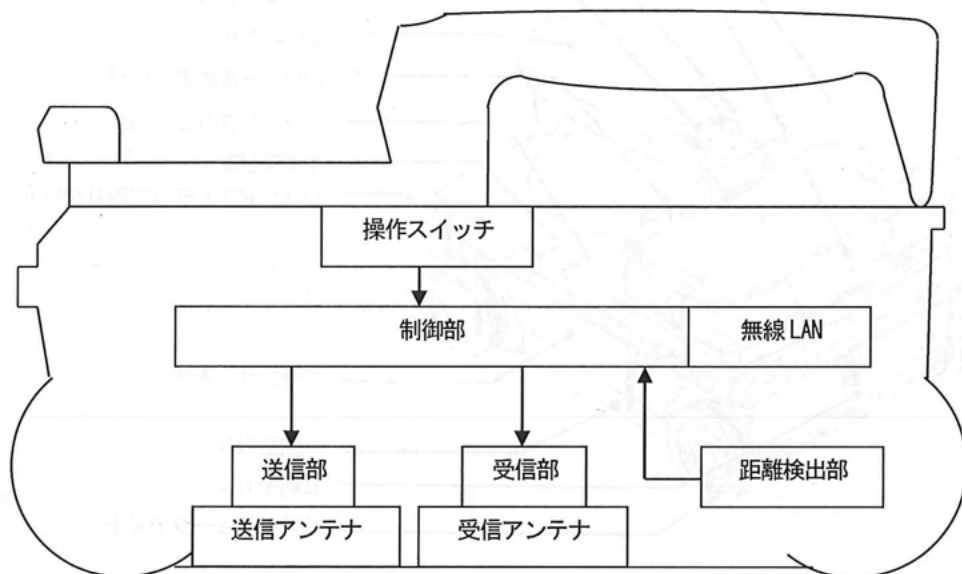 操作スイッチ
制御部
無線 LAN
送信部
受信部
距離検出部
送信アンテナ
受信アンテナ